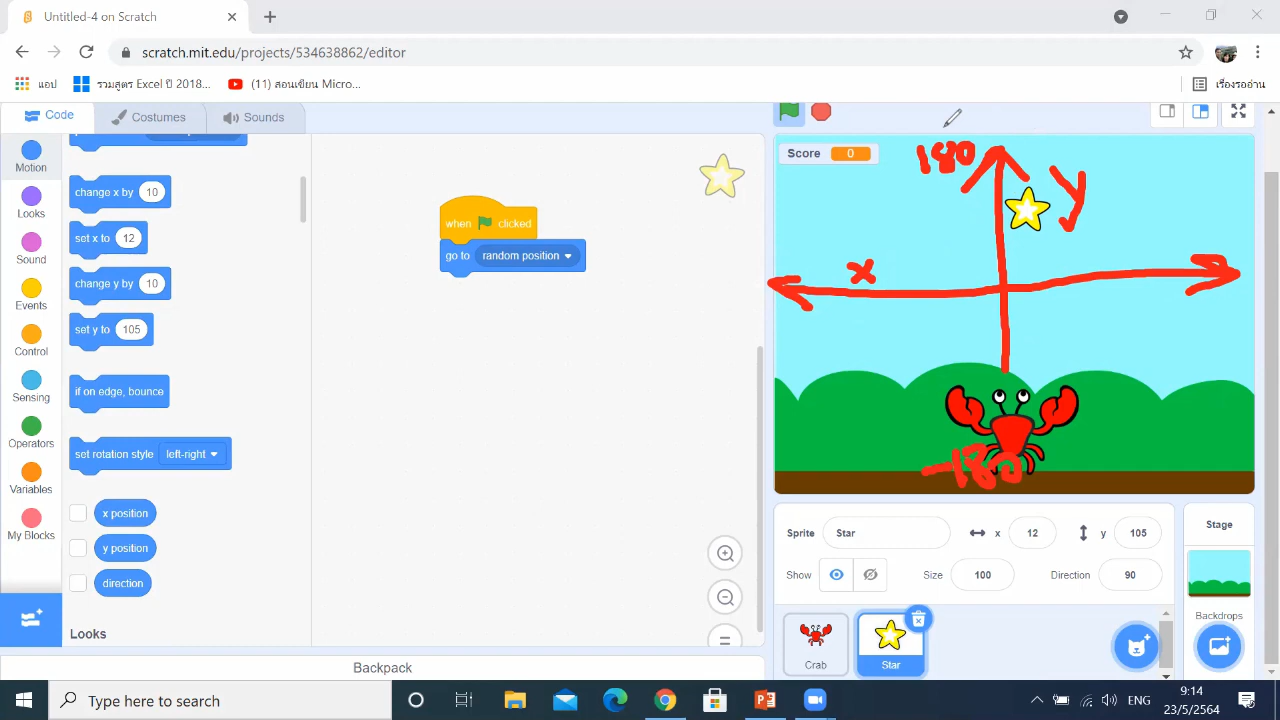 Untitled-4 on Scratch
scratch.mit.edu/projects/534638862/editor
แอป
รวมสูตร Excel ปี 2018...
(11) สอนเขียน Micro...
เรื่องรออ่าน
Code
Costumes
Sounds
Motion
Looks
Sound
Events
Control
Sensing
Operators
Variables
My Blocks
change x by 10
set x to 12
change y by 10
set y to 105
if on edge, bounce
set rotation style left-right
x position
y position
direction
Looks
when clicked
go to random position
Backpack
Score 0
180
y
x
-180
Sprite Star x 12 y 105
Show Size 100 Direction 90
Crab
Star
Stage
Backdrops
Type here to search
ENG
9:14
23/5/2564